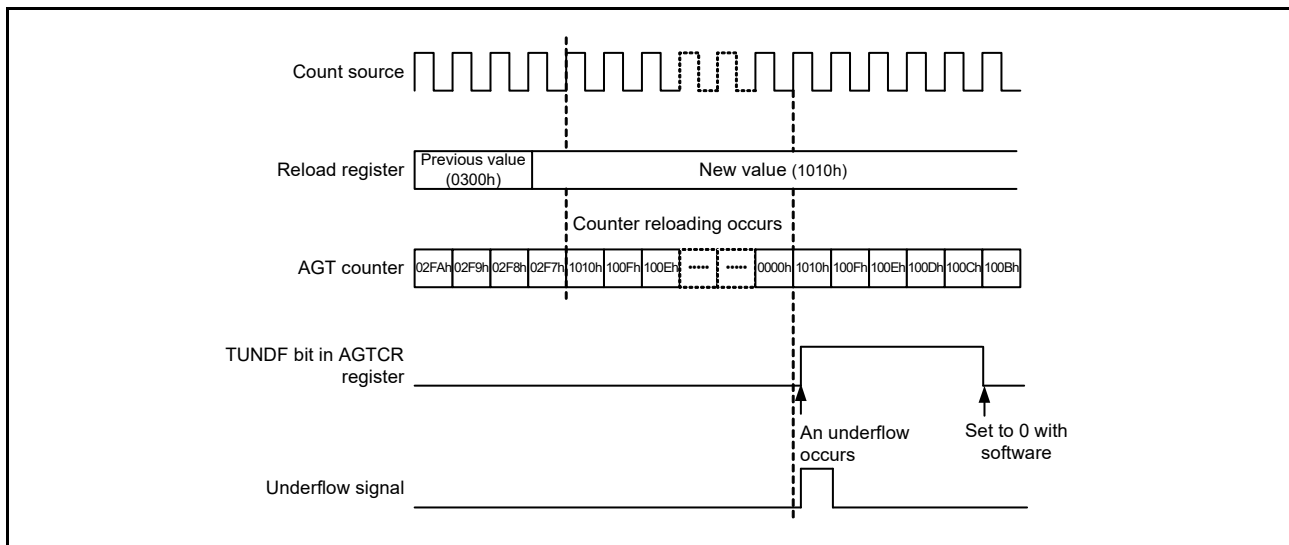 Count source
Reload register
Previous value
(0300h)
New value (1010h)
Counter reloading occurs
AGT counter
02FAh 02F9h 02F8h 02F7h 1010h 100Fh 100Eh ••••• ••••• 0000h 1010h 100Fh 100Eh 100Dh 100Ch 100Bh
TUNDF bit in AGTCR
register
An underflow
occurs
Set to 0 with
software
Underflow signal